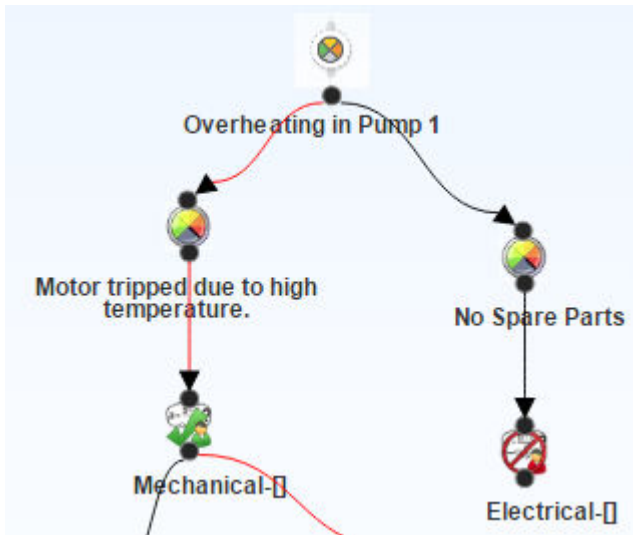 Overheating in Pump 1
Motor tripped due to high
temperature.
No Spare Parts
Mechanical-[]
Electrical-[]